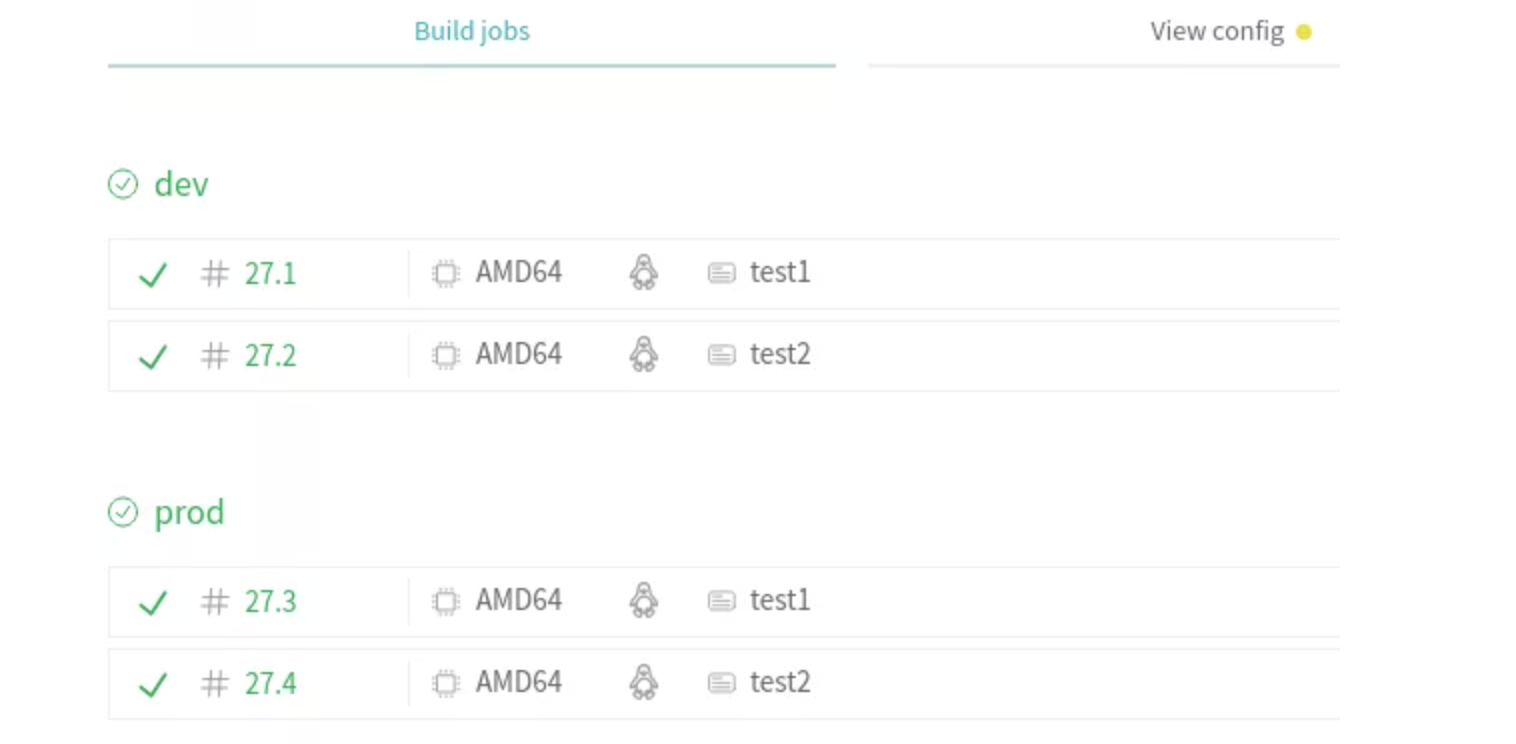 Build jobs View config
dev
# 27.1 AMD64 test1
# 27.2 AMD64 test2
prod
# 27.3 AMD64 test1
# 27.4 AMD64 test2